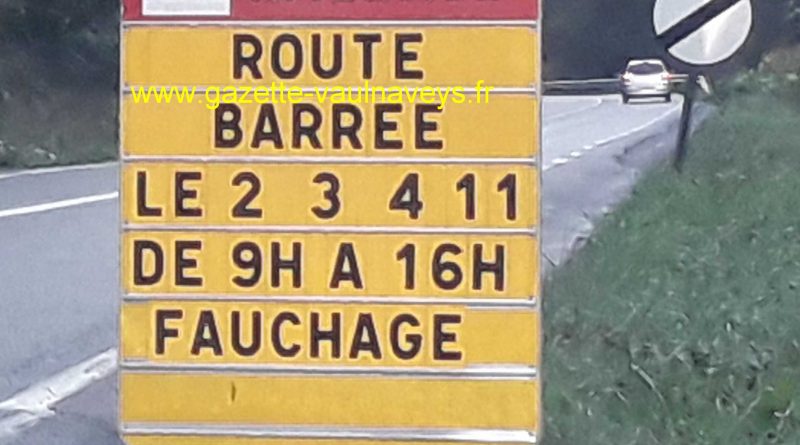 ROUTE
www.gazette-vaulnaveys.fr
BARREE
LE 2 3 4 11
DE 9H A 16H
FAUCHAGE